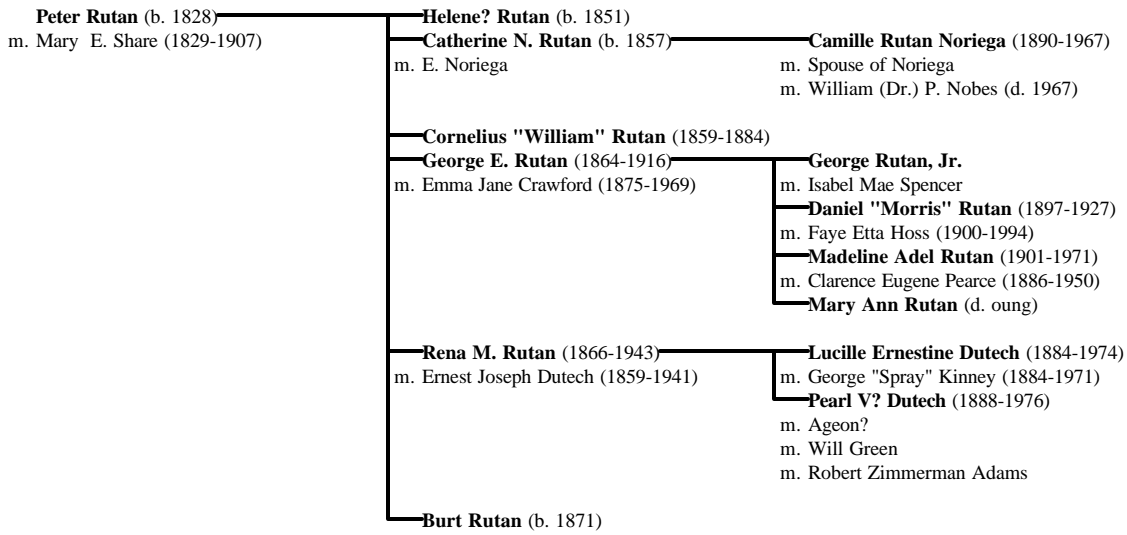 Peter Rutan (b. 1828)
m. Mary E. Share (1829-1907)
Helene? Rutan (b. 1851)
Catherine N. Rutan (b. 1857)
m. E. Noriega
Camille Rutan Noriega (1890-1967)
m. Spouse of Noriega
m. William (Dr.) P. Nobes (d. 1967)
Cornelius "William" Rutan (1859-1884)
George E. Rutan (1864-1916)
m. Emma Jane Crawford (1875-1969)
George Rutan, Jr.
m. Isabel Mae Spencer
Daniel "Morris" Rutan (1897-1927)
m. Faye Etta Hoss (1900-1994)
Madeline Adel Rutan (1901-1971)
m. Clarence Eugene Pearce (1886-1950)
Mary Ann Rutan (d. oung)
Rena M. Rutan (1866-1943)
m. Ernest Joseph Dutech (1859-1941)
Lucille Ernestine Dutech (1884-1974)
m. George "Spray" Kinney (1884-1971)
Pearl V? Dutech (1888-1976)
m. Ageon?
m. Will Green
m. Robert Zimmerman Adams
Burt Rutan (b. 1871)